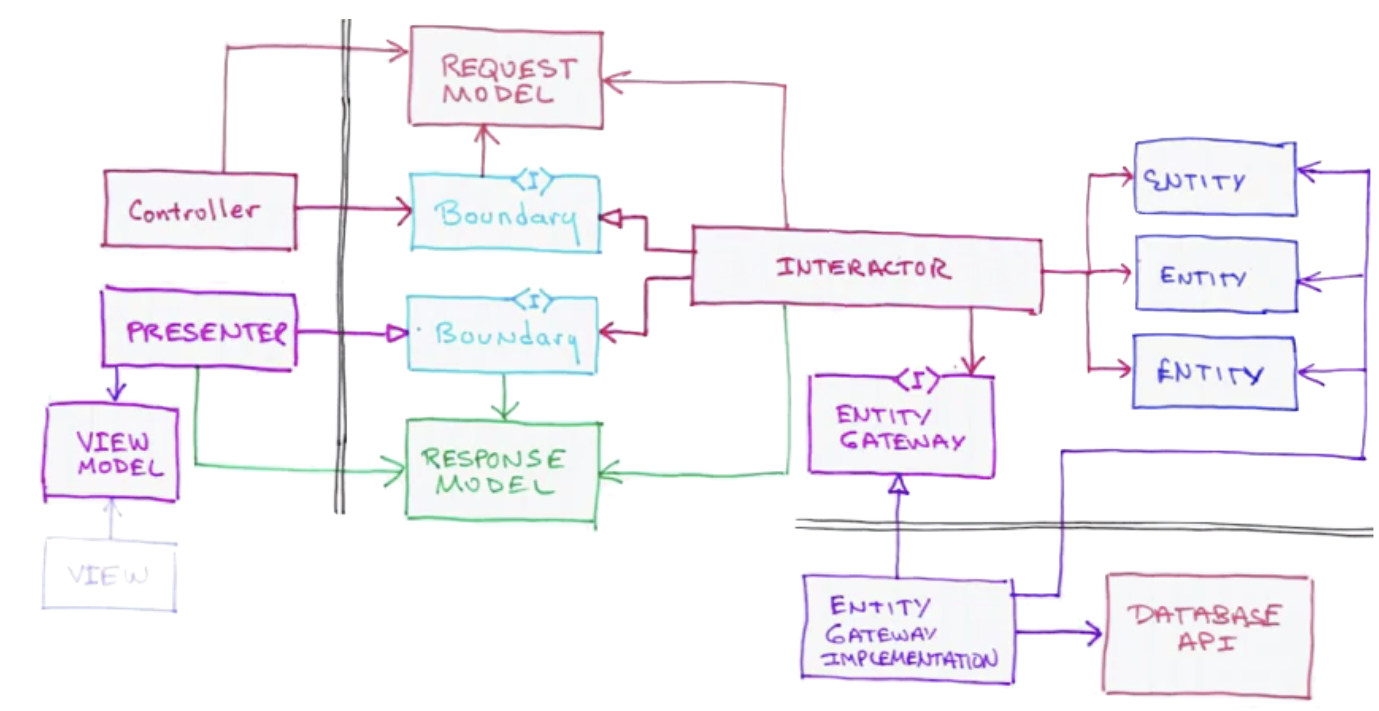 REQUEST
MODEL
Controller
<I>
Boundary
INTERACTOR
ENTITY
ENTITY
ENTITY
PRESENTER
<I>
Boundary
VIEW
MODEL
RESPONSE
MODEL
<I>
ENTITY
GATEWAY
VIEW
ENTITY
GATEWAY
IMPLEMENTATION
DATABASE
API